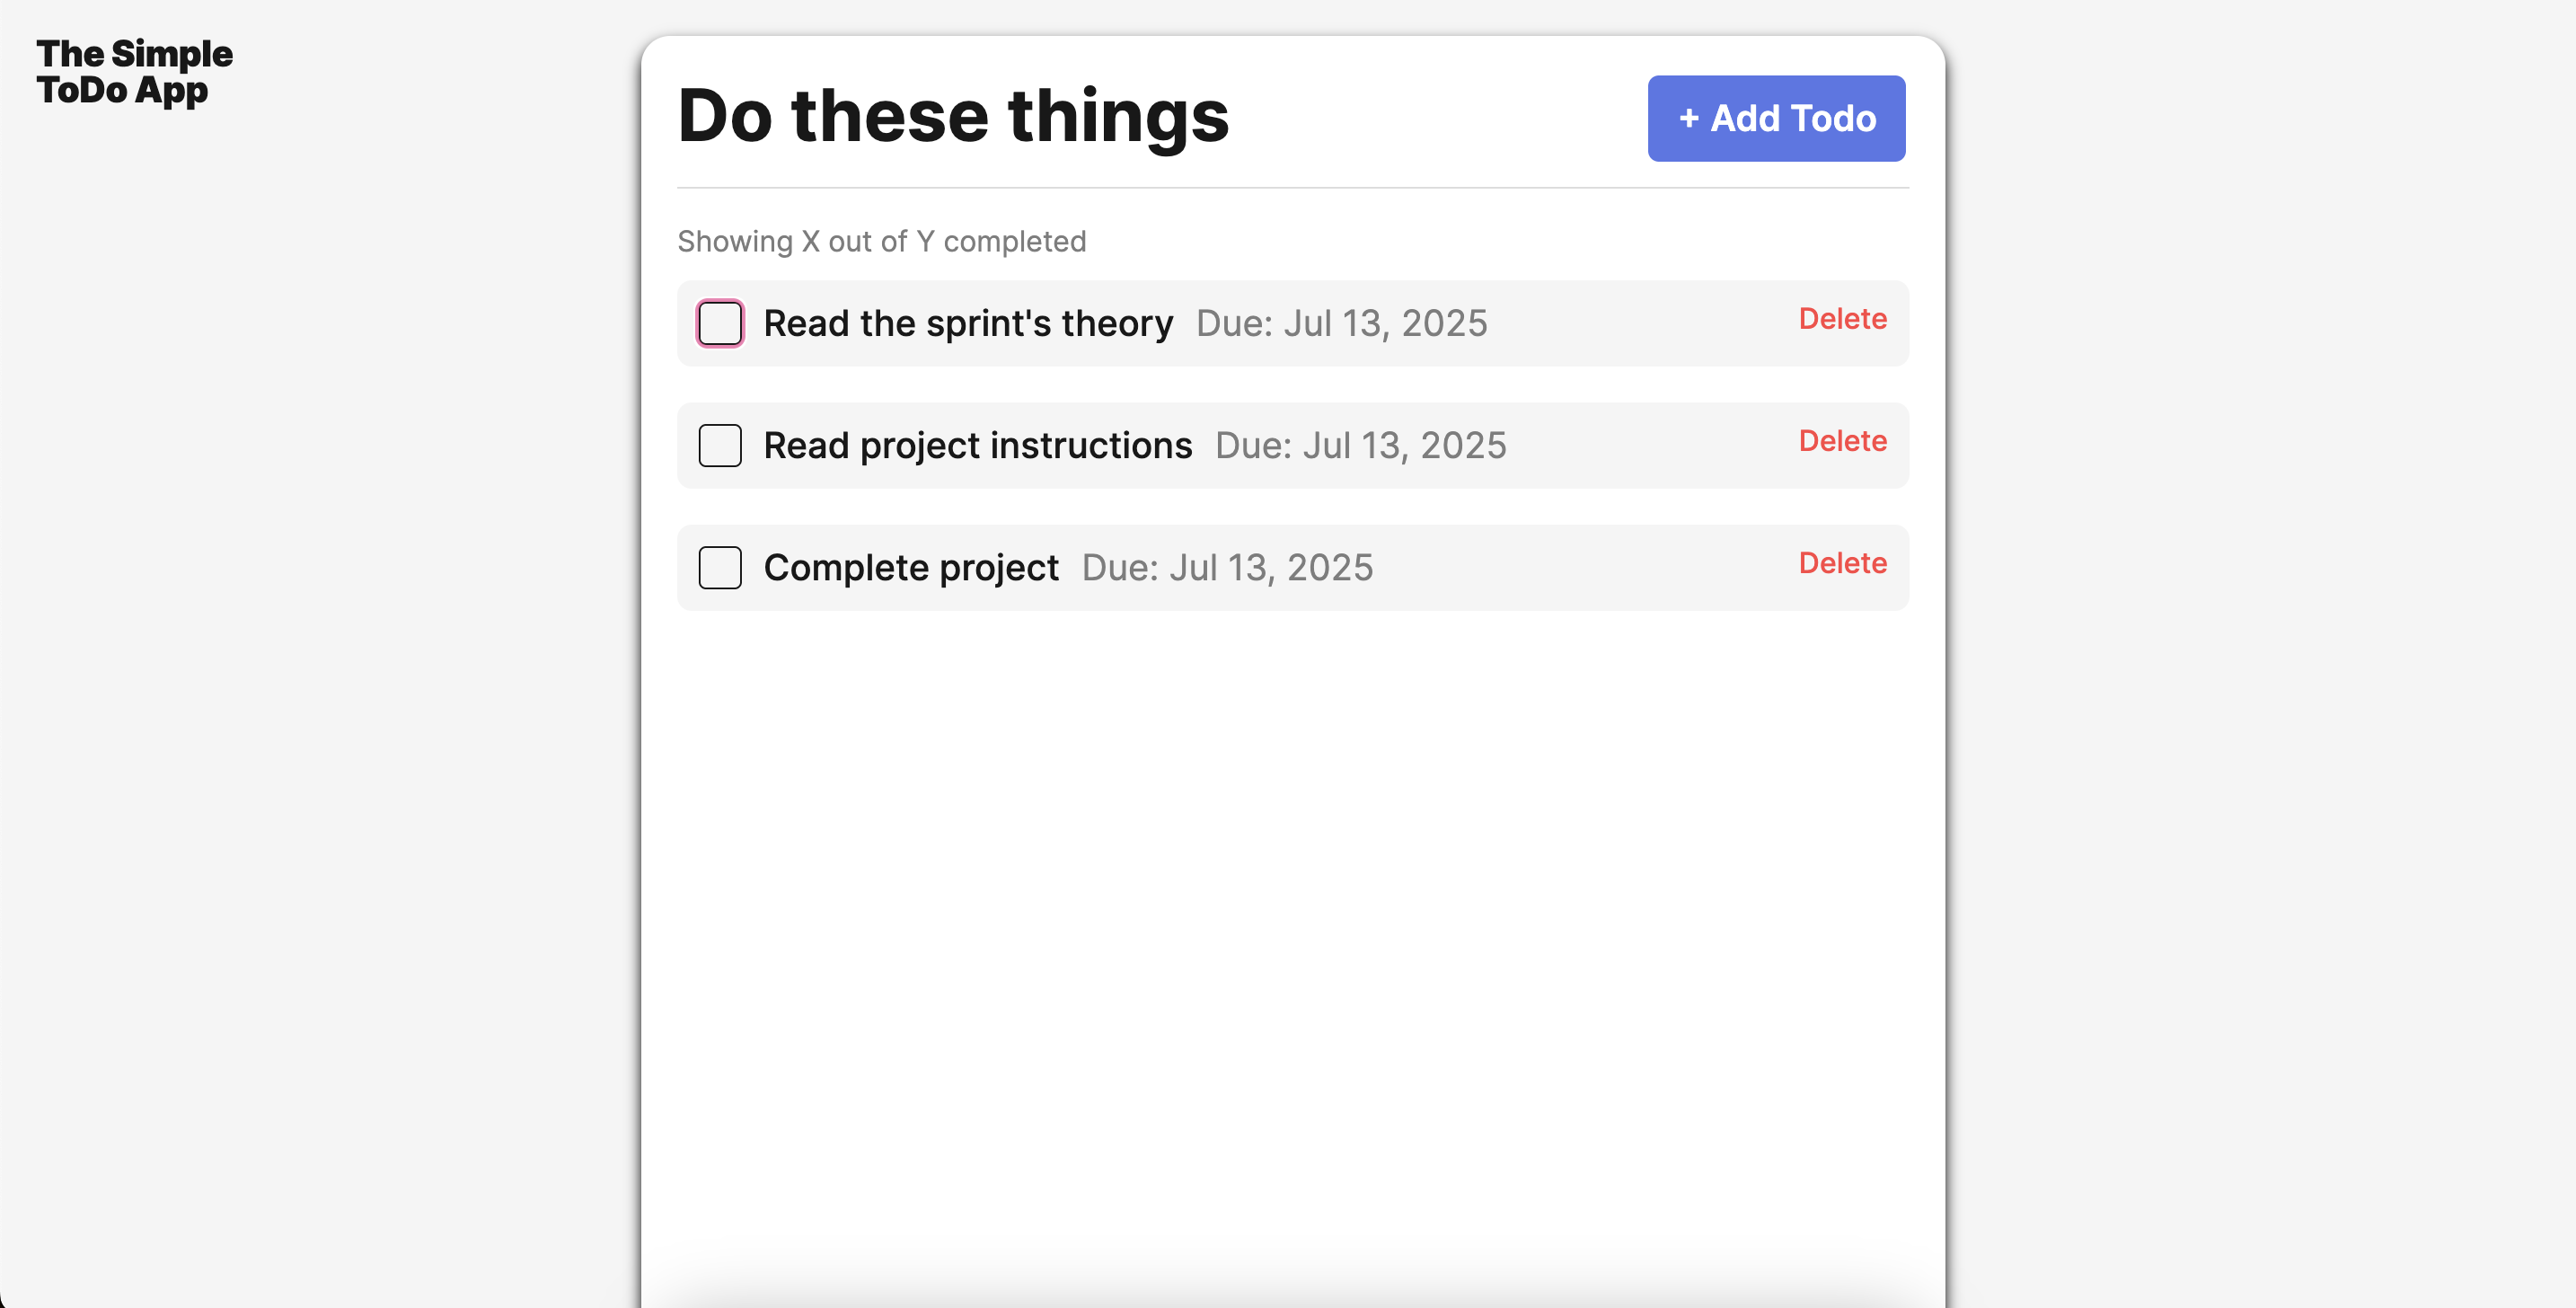 The Simple
ToDo App
Do these things
+ Add Todo
Showing X out of Y completed
Read the sprint's theory Due: Jul 13, 2025 Delete
Read project instructions Due: Jul 13, 2025 Delete
Complete project Due: Jul 13, 2025 Delete